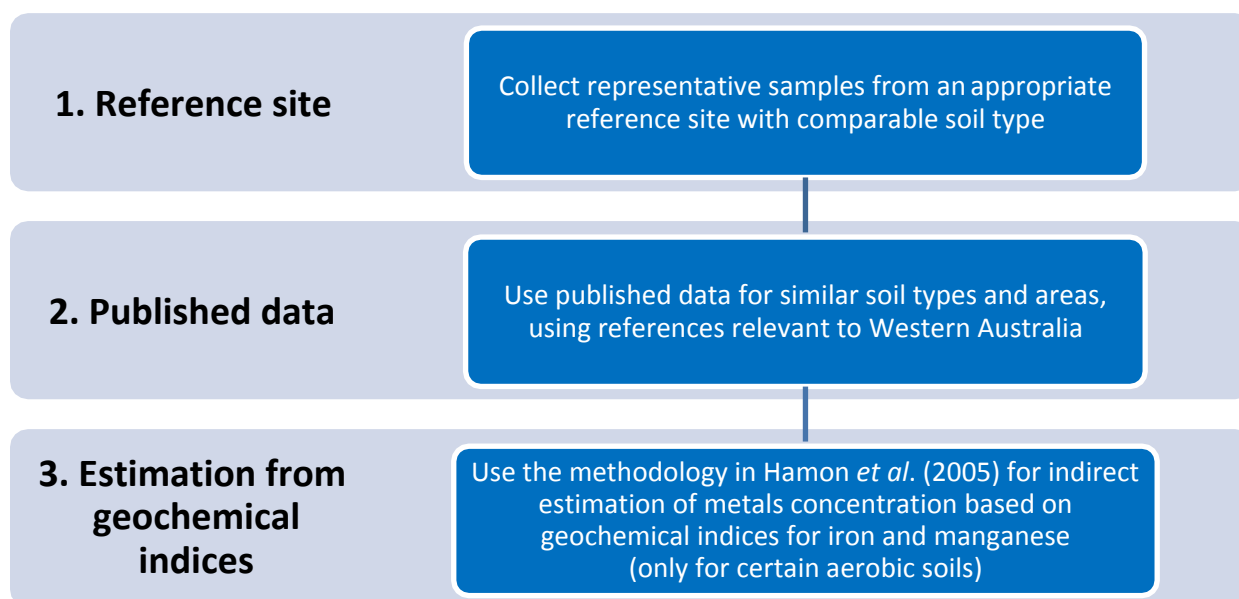 1. Reference site
Collect representative samples from an appropriate
reference site with comparable soil type
2. Published data
Use published data for similar soil types and areas,
using references relevant to Western Australia
3. Estimation from
geochemical
indices
Use the methodology in Hamon et al. (2005) for indirect
estimation of metals concentration based on
geochemical indices for iron and manganese
(only for certain aerobic soils)